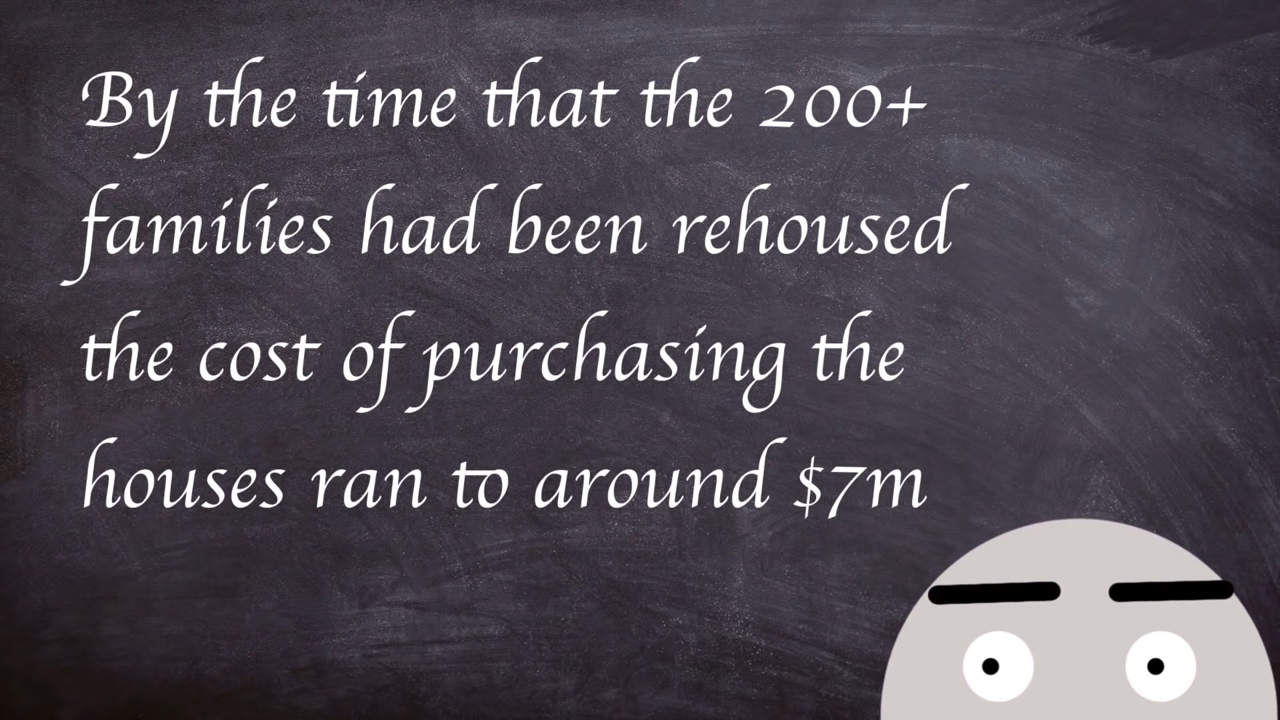 By the time that the 200+
families had been rehoused
the cost of purchasing the
houses ran to around $7m